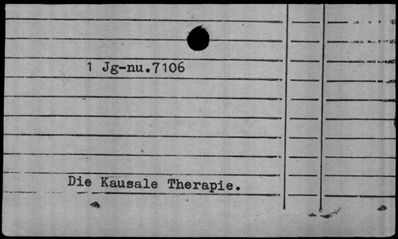 1 Jg-nu.7106
Die Kausale Therapie.